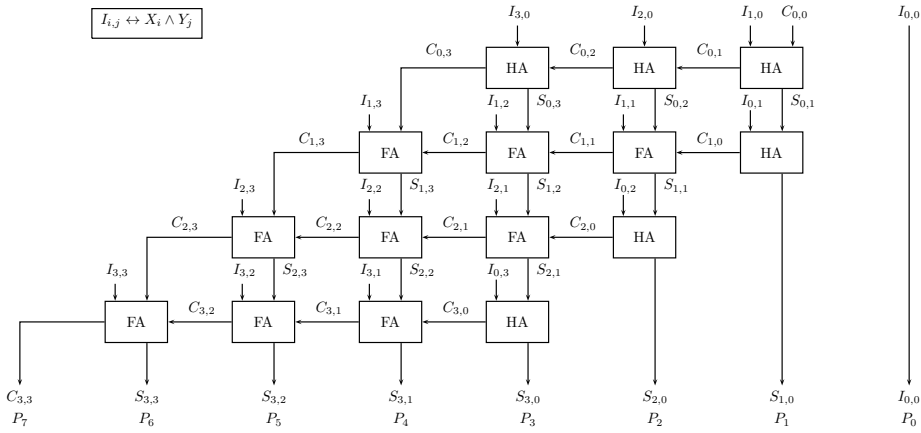 I_{i,j} ↔ X_i ∧ Y_j
I_{3,0} I_{2,0} I_{1,0} C_{0,0} I_{0,0}
C_{0,3} C_{0,2} C_{0,1}
HA HA HA
I_{1,3} I_{1,2} S_{0,3} I_{1,1} S_{0,2} I_{0,1} S_{0,1}
C_{1,3} C_{1,2} C_{1,1} C_{1,0}
FA FA FA HA
I_{2,3} I_{2,2} S_{1,3} I_{2,1} S_{1,2} I_{0,2} S_{1,1}
C_{2,3} C_{2,2} C_{2,1} C_{2,0}
FA FA FA HA
I_{3,3} I_{3,2} S_{2,3} I_{3,1} S_{2,2} I_{0,3} S_{2,1}
C_{3,2} C_{3,1} C_{3,0}
FA FA FA HA
C_{3,3} S_{3,3} S_{3,2} S_{3,1} S_{3,0} S_{2,0} S_{1,0} I_{0,0}
P_7 P_6 P_5 P_4 P_3 P_2 P_1 P_0